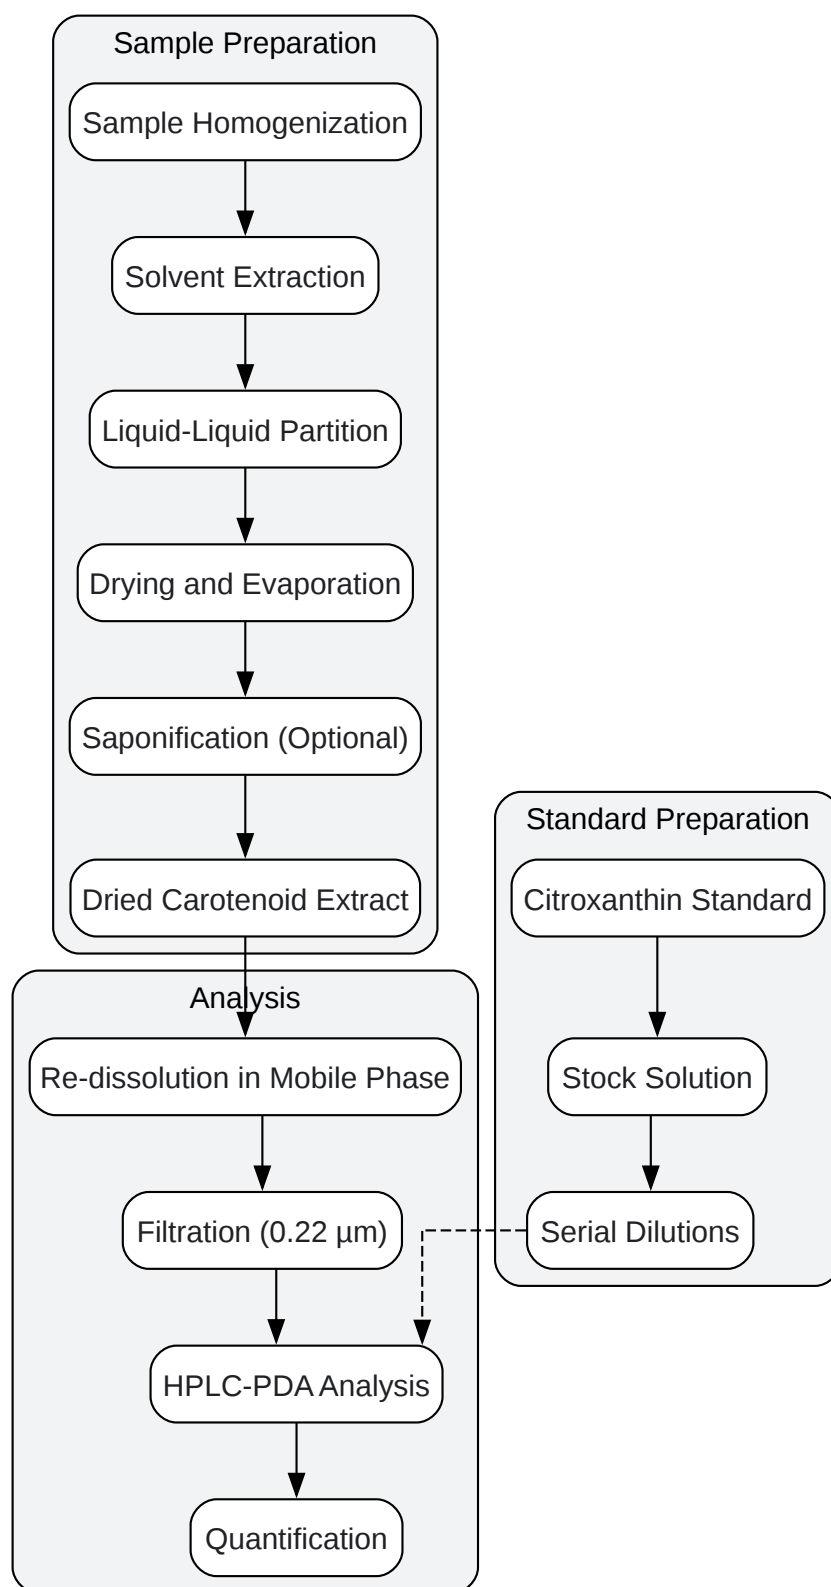 Sample Preparation
Sample Homogenization
Solvent Extraction
Liquid-Liquid Partition
Drying and Evaporation
Saponification (Optional)
Dried Carotenoid Extract
Standard Preparation
Citroxanthin Standard
Stock Solution
Serial Dilutions
Analysis
Re-dissolution in Mobile Phase
Filtration (0.22 µm)
HPLC-PDA Analysis
Quantification